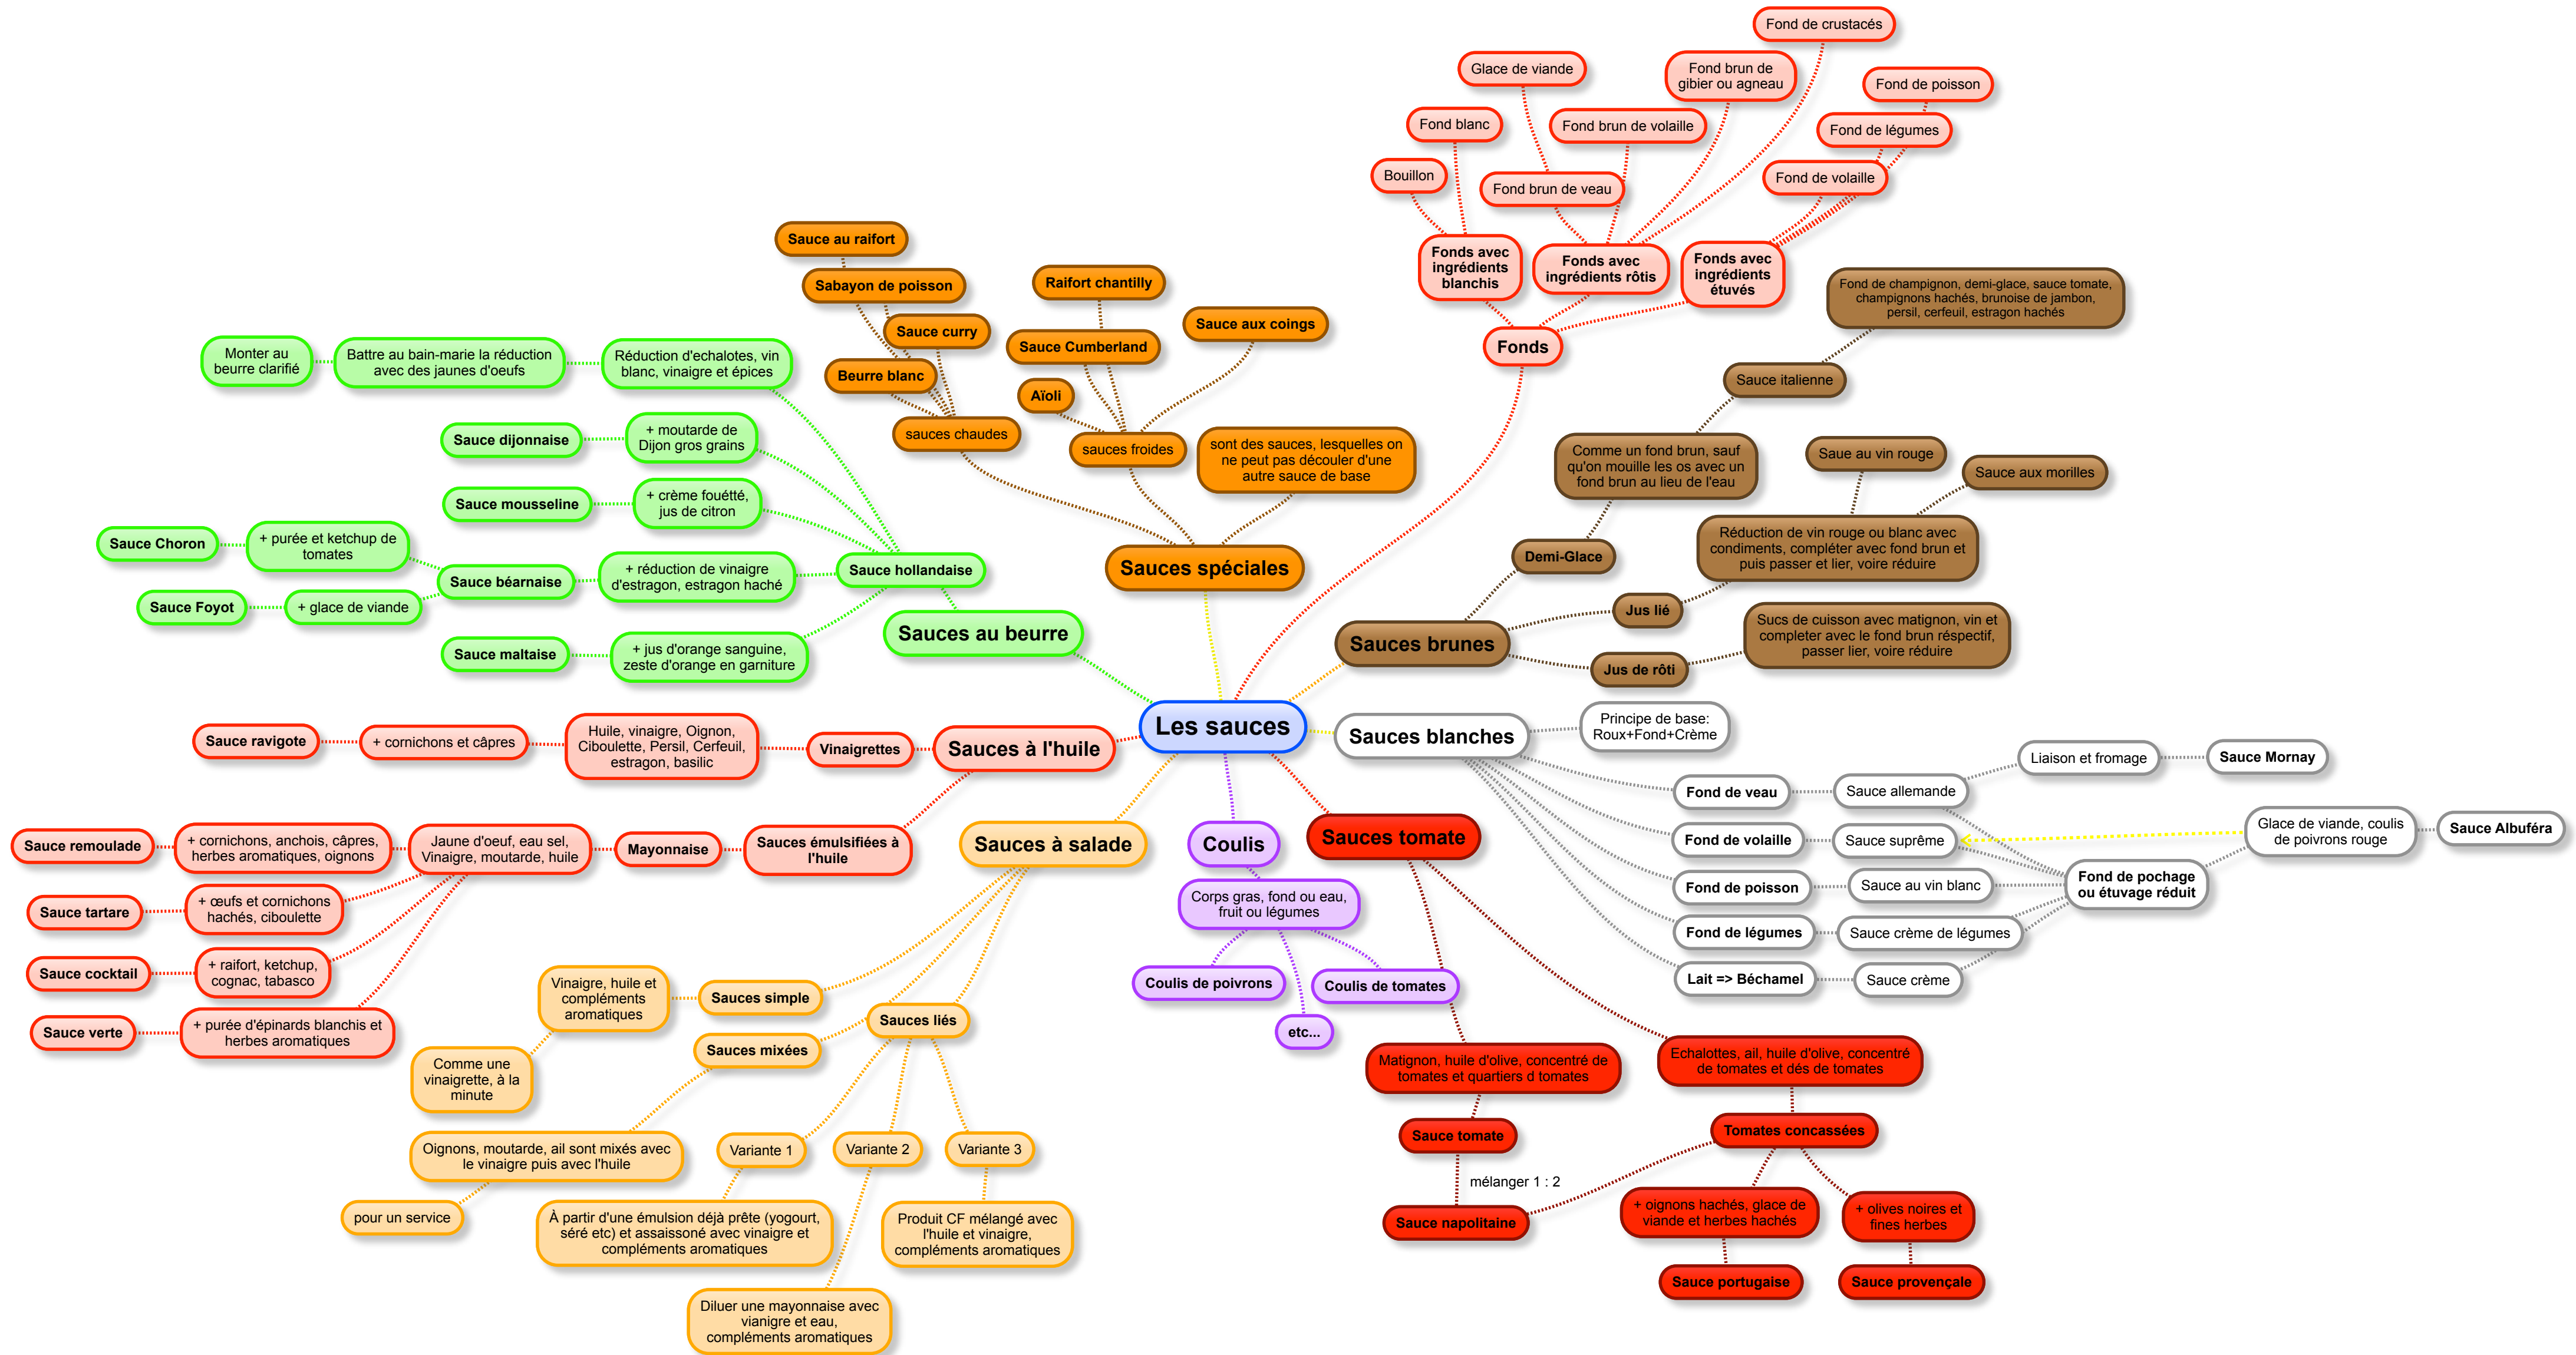 Les sauces
Fonds
Fonds avec
ingrédients
blanchis
Bouillon
Fond blanc
Fonds avec
ingrédients rôtis
Fond brun de veau
Glace de viande
Fond brun de volaille
Fond brun de
gibier ou agneau
Fond de crustacés
Fonds avec
ingrédients
étuvés
Fond de volaille
Fond de légumes
Fond de poisson
Sauces brunes
Demi-Glace
Comme un fond brun, sauf
qu'on mouille les os avec un
fond brun au lieu de l'eau
Sauce italienne
Fond de champignon, demi-glace, sauce tomate,
champignons hachés, brunoise de jambon,
persil, cerfeuil, estragon hachés
Jus lié
Réduction de vin rouge ou blanc avec
condiments, compléter avec fond brun et
puis passer et lier, voire réduire
Saue au vin rouge
Sauce aux morilles
Jus de rôti
Sucs de cuisson avec matignon, vin et
completer avec le fond brun réspectif,
passer lier, voire réduire
Sauces blanches
Principe de base:
Roux+Fond+Crème
Fond de veau
Sauce allemande
Liaison et fromage
Sauce Mornay
Fond de volaille
Sauce suprême
Fond de poisson
Sauce au vin blanc
Fond de légumes
Sauce crème de légumes
Lait => Béchamel
Sauce crème
Fond de pochage
ou étuvage réduit
Glace de viande, coulis
de poivrons rouge
Sauce Albuféra
Sauces tomate
Matignon, huile d'olive, concentré de
tomates et quartiers d tomates
Sauce tomate
mélanger 1 : 2
Sauce napolitaine
Echalottes, ail, huile d'olive, concentré
de tomates et dés de tomates
Tomates concassées
+ oignons hachés, glace de
viande et herbes hachés
Sauce portugaise
+ olives noires et
fines herbes
Sauce provençale
Coulis
Corps gras, fond ou eau,
fruit ou légumes
Coulis de poivrons
etc...
Coulis de tomates
Sauces à salade
Sauces simple
Vinaigre, huile et
compléments
aromatiques
Comme une
vinaigrette, à la
minute
Sauces mixées
Oignons, moutarde, ail sont mixés avec
le vinaigre puis avec l'huile
pour un service
Sauces liés
Variante 1
À partir d'une émulsion déjà prête (yogourt,
séré etc) et assaissoné avec vinaigre et
compléments aromatiques
Variante 2
Diluer une mayonnaise avec
vianigre et eau,
compléments aromatiques
Variante 3
Produit CF mélangé avec
l'huile et vinaigre,
compléments aromatiques
Sauces à l'huile
Vinaigrettes
Huile, vinaigre, Oignon,
Ciboulette, Persil, Cerfeuil,
estragon, basilic
+ cornichons et câpres
Sauce ravigote
Sauces émulsifiées à
l'huile
Mayonnaise
Jaune d'oeuf, eau sel,
Vinaigre, moutarde, huile
+ cornichons, anchois, câpres,
herbes aromatiques, oignons
Sauce remoulade
+ œufs et cornichons
hachés, ciboulette
Sauce tartare
+ raifort, ketchup,
cognac, tabasco
Sauce cocktail
+ purée d'épinards blanchis et
herbes aromatiques
Sauce verte
Sauces au beurre
Sauce hollandaise
Réduction d'echalotes, vin
blanc, vinaigre et épices
Battre au bain-marie la réduction
avec des jaunes d'oeufs
Monter au
beurre clarifié
+ moutarde de
Dijon gros grains
Sauce dijonnaise
+ crème fouétté,
jus de citron
Sauce mousseline
+ réduction de vinaigre
d'estragon, estragon haché
Sauce béarnaise
+ purée et ketchup de
tomates
Sauce Choron
+ glace de viande
Sauce Foyot
+ jus d'orange sanguine,
zeste d'orange en garniture
Sauce maltaise
Sauces spéciales
sauces chaudes
Beurre blanc
Sauce curry
Sabayon de poisson
Sauce au raifort
sauces froides
Aïoli
Sauce Cumberland
Raifort chantilly
Sauce aux coings
sont des sauces, lesquelles on
ne peut pas découler d'une
autre sauce de base